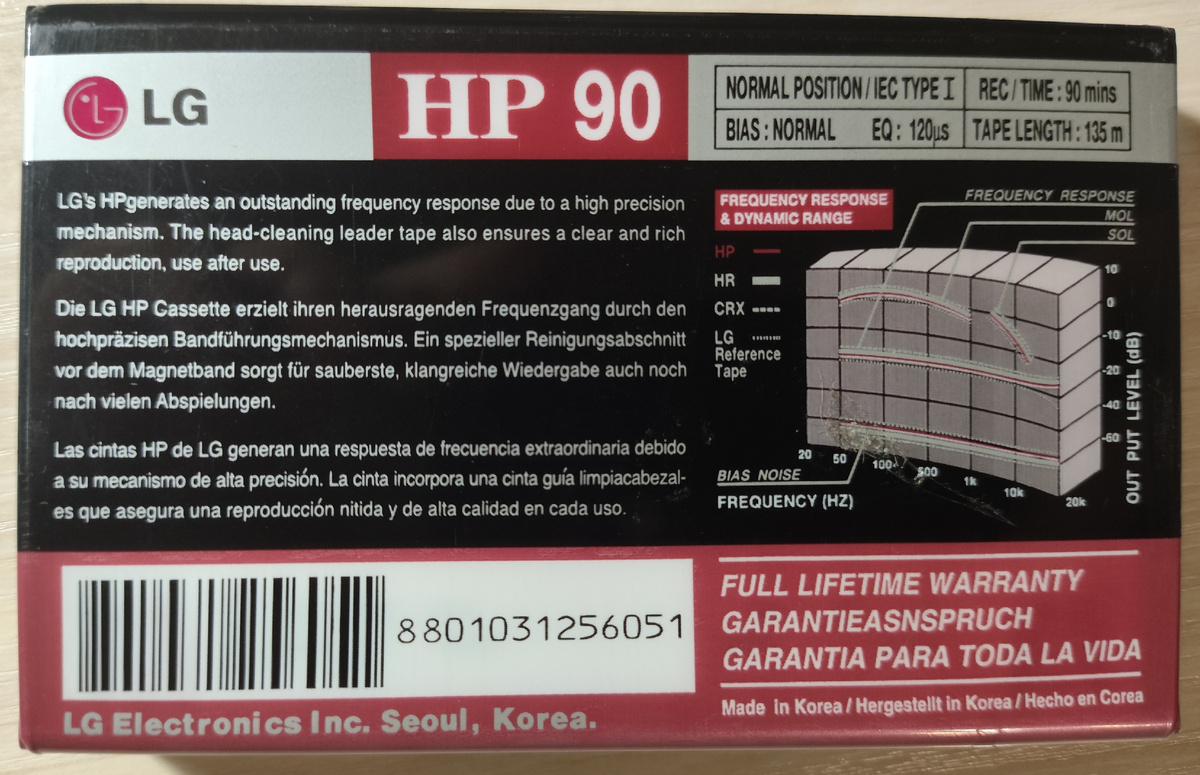 LG
HP 90
NORMAL POSITION / IEC TYPE I
REC / TIME : 90 mins
BIAS : NORMAL EQ : 120µs
TAPE LENGTH : 135 m
LG's HPgenerates an outstanding frequency response due to a high precision
mechanism. The head-cleaning leader tape also ensures a clear and rich
reproduction, use after use.
Die LG HP Cassette erzielt ihren herausragenden Frequenzgang durch den
hochpräzisen Bandführungsmechanismus. Ein spezieller Reinigungsabschnitt
vor dem Magnetband sorgt für sauberste, klangreiche Wiedergabe auch noch
nach vielen Abspielungen.
Las cintas HP de LG generan una respuesta de frecuencia extraordinaria debido
a su mecanismo de alta precisión. La cinta incorpora una cinta guía limpiacabezal-
es que asegura una reproducción nitida y de alta calidad en cada uso.
FREQUENCY RESPONSE
& DYNAMIC RANGE
FREQUENCY RESPONSE
MOL
SOL
HP
HR
CRX
LG
Reference
Tape
10
0
-10
-20
-40
-60
OUT PUT LEVEL (dB)
20 50 100 500 1k 10k 20k
BIAS NOISE
FREQUENCY (HZ)
8801031256051
LG Electronics Inc. Seoul, Korea.
FULL LIFETIME WARRANTY
GARANTIEASNSPRUCH
GARANTIA PARA TODA LA VIDA
Made in Korea / Hergestellt in Korea / Hecho en Corea